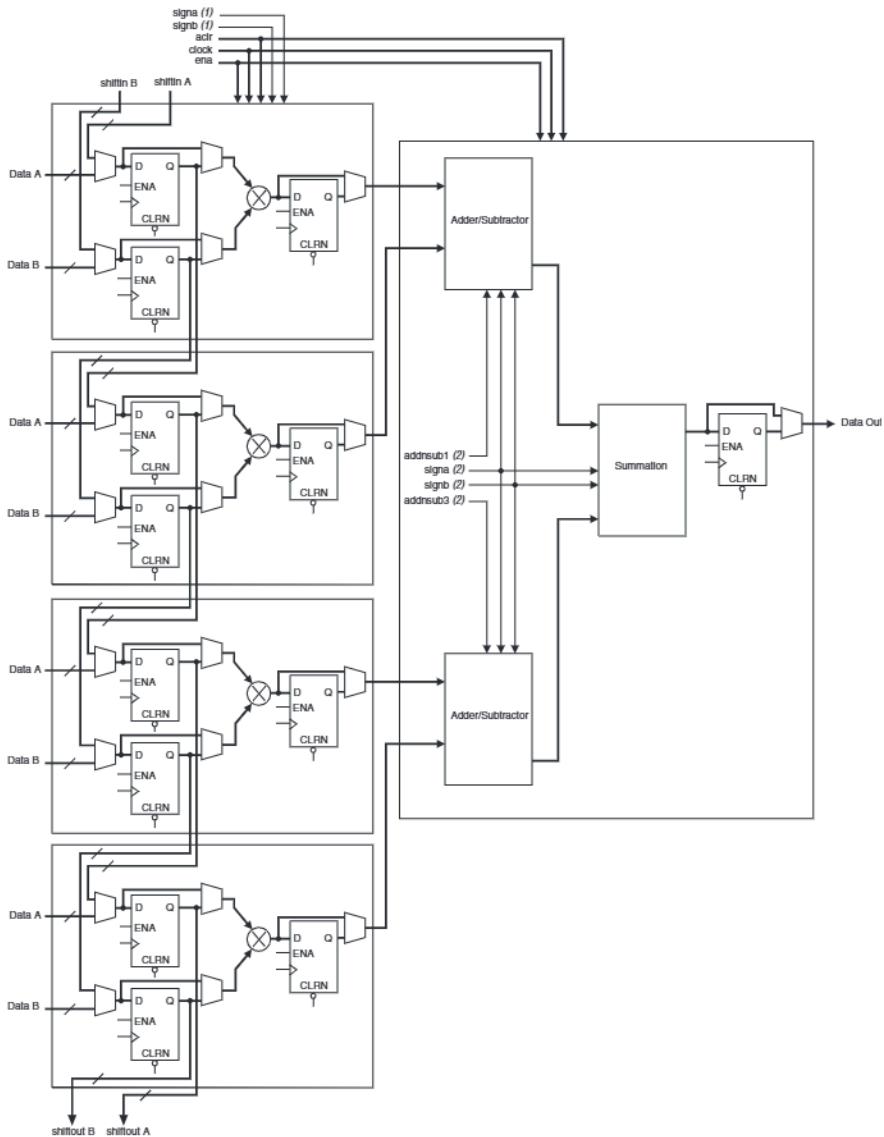 signa (1)
signb (1)
aclr
clock
ena
shiftin B
shiftin A
Data A
D Q
ENA
CLRN
Data B
D Q
ENA
CLRN
D Q
ENA
CLRN
Adder/Subtractor
Data A
D Q
ENA
CLRN
Data B
D Q
ENA
CLRN
D Q
ENA
CLRN
addnsub1 (2)
signa (2)
signb (2)
addnsub3 (2)
Summation
D Q
ENA
CLRN
Data Out
Data A
D Q
ENA
CLRN
Data B
D Q
ENA
CLRN
D Q
ENA
CLRN
Adder/Subtractor
Data A
D Q
ENA
CLRN
Data B
D Q
ENA
CLRN
D Q
ENA
CLRN
shiftout B
shiftout A